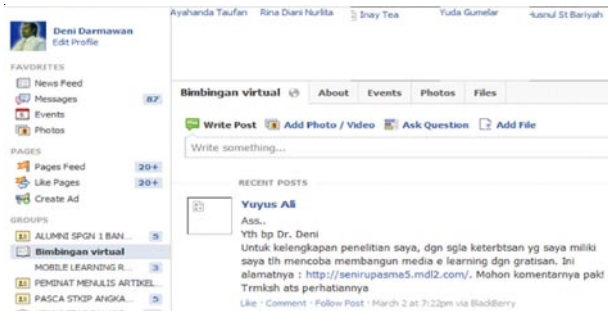 Ayahanda Taufan Rina Diani Nurlita Inay Tea Yuda Gumelar Husnul St Bariyah
Deni Darmawan
Edit Profile
FAVORITES
News Feed
Messages 87
Events
Photos
PAGES
Pages Feed 20+
Like Pages 20+
Create Ad
GROUPS
ALUMNI SPGN 1 BAN... 5
Bimbingan virtual
MOBILE LEARNING R... 3
PEMINAT MENULIS ARTIKEL...
PASCA STKIP ANGKA... 5
Bimbingan virtual About Events Photos Files
Write Post Add Photo / Video Ask Question Add File
Write something...
RECENT POSTS
Yuyus Ali
Ass..
Yth bp Dr. Deni
Untuk kelengkapan penelitian saya, dgn sgla keterbtsan yg saya miliki
saya tlh mencoba membangun media e learning dgn gratisan. Ini
alamatnya : http://senirupasma5.mdl2.com/. Mohon komentarnya pak!
Trmksh ats perhatiannya
Like · Comment · Follow Post · March 2 at 7:22pm via BlackBerry